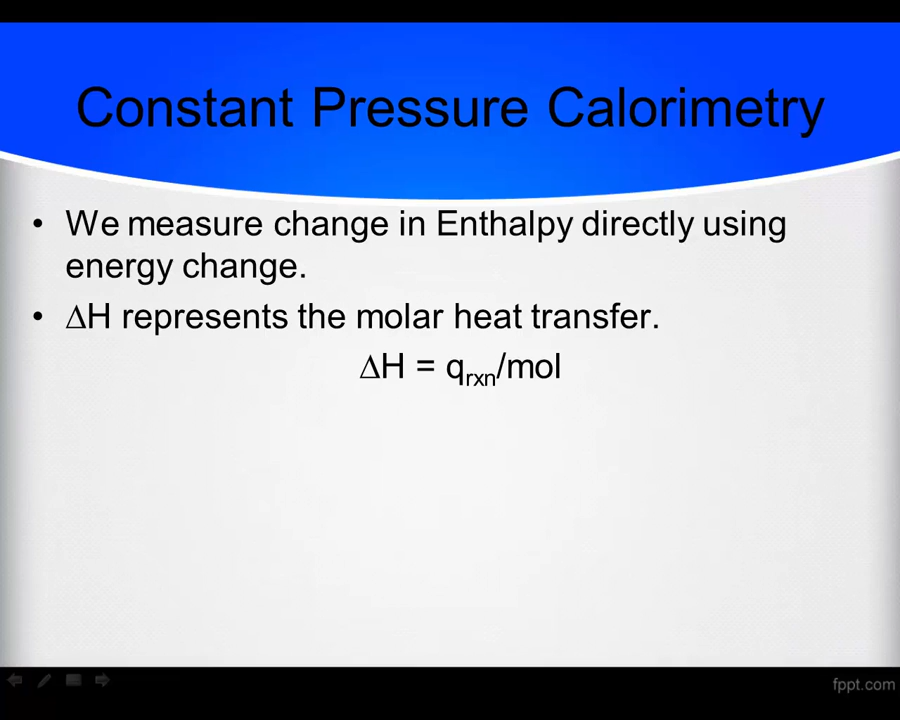 Constant Pressure Calorimetry
• We measure change in Enthalpy directly using
energy change.
• ∆H represents the molar heat transfer.
∆H = qrxn/mol
fppt.com